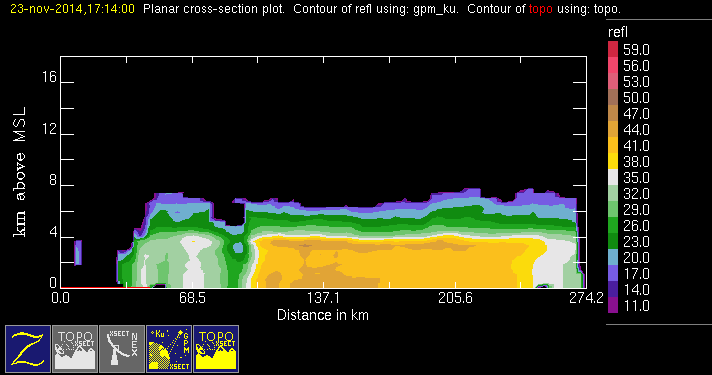 23-nov-2014,17:14:00 Planar cross-section plot. Contour of refl using: gpm_ku. Contour of topo using: topo.
refl
59.0
56.0
53.0
50.0
47.0
44.0
41.0
38.0
35.0
32.0
29.0
26.0
23.0
20.0
17.0
14.0
11.0
km above MSL
16
12
8
4
0
0.0 68.5 137.1 205.6 274.2
Distance in km
Z
TOPO
XSECT
XSECT
Ku
GPM
XSECT
TOPO
XSECT